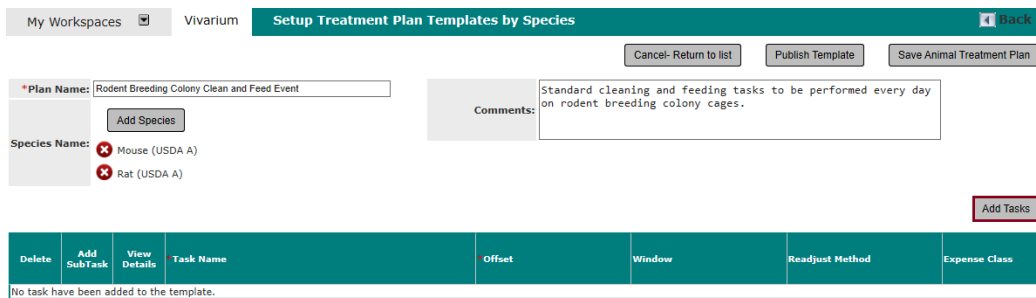 My Workspaces Vivarium Setup Treatment Plan Templates by Species Back
Cancel- Return to list Publish Template Save Animal Treatment Plan
*Plan Name: Rodent Breeding Colony Clean and Feed Event
Comments: Standard cleaning and feeding tasks to be performed every day
on rodent breeding colony cages.
Add Species
Species Name:
Mouse (USDA A)
Rat (USDA A)
Add Tasks
Delete Add SubTask View Details *Task Name *Offset Window Readjust Method Expense Class
No task have been added to the template.